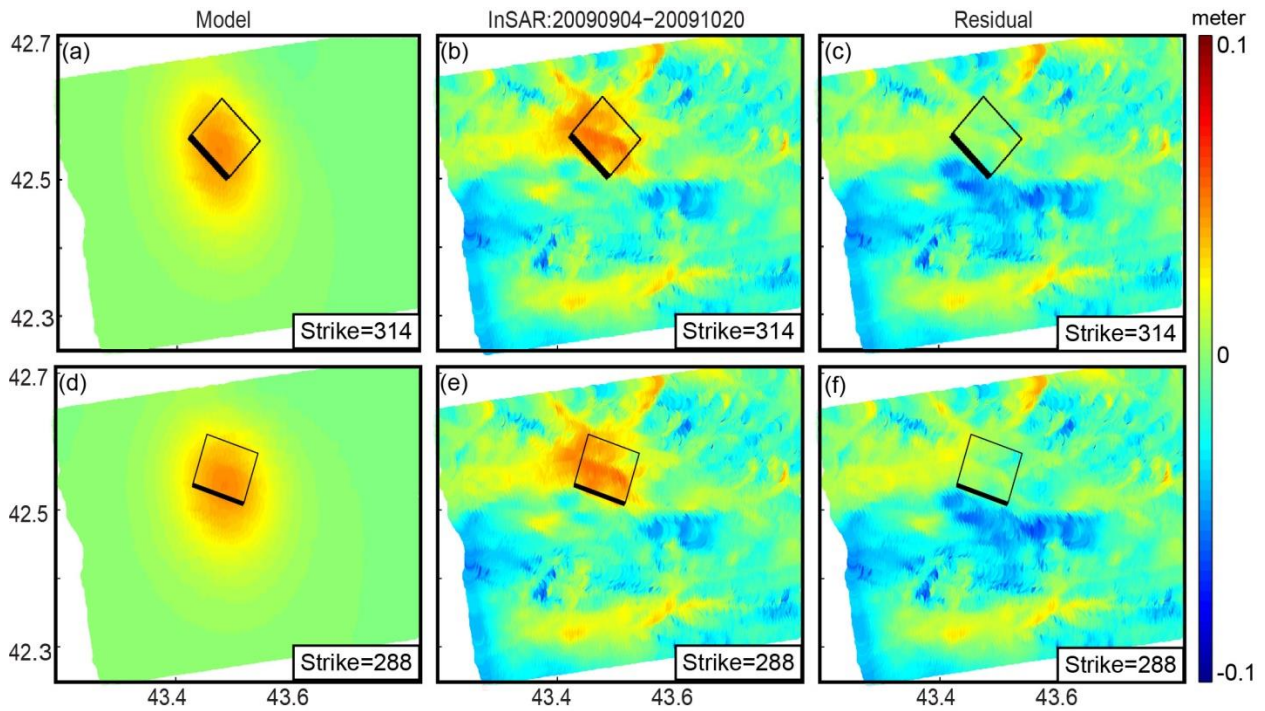 Model
InSAR:20090904–20091020
Residual
meter
42.7
(a)
(b)
(c)
0.1
42.5
42.3
Strike=314
Strike=314
Strike=314
0
42.7
(d)
(e)
(f)
42.5
42.3
Strike=288
Strike=288
Strike=288
-0.1
43.4
43.6
43.4
43.6
43.4
43.6